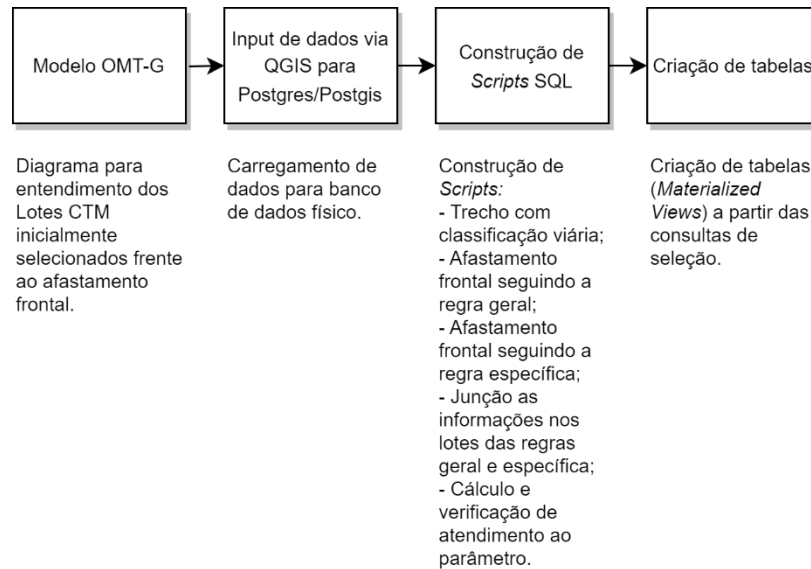 Modelo OMT-G
Input de dados via
QGIS para
Postgres/Postgis
Construção de
Scripts SQL
Criação de tabelas
Diagrama para
entendimento dos
Lotes CTM
inicialmente
selecionados frente
ao afastamento
frontal.
Carregamento de
dados para banco
de dados físico.
Construção de
Scripts:
- Trecho com
classificação viária;
- Afastamento
frontal seguindo a
regra geral;
- Afastamento
frontal seguindo a
regra específica;
- Junção as
informações nos
lotes das regras
geral e específica;
- Cálculo e
verificação de
atendimento ao
parâmetro.
Criação de tabelas
(Materialized
Views) a partir das
consultas de
seleção.